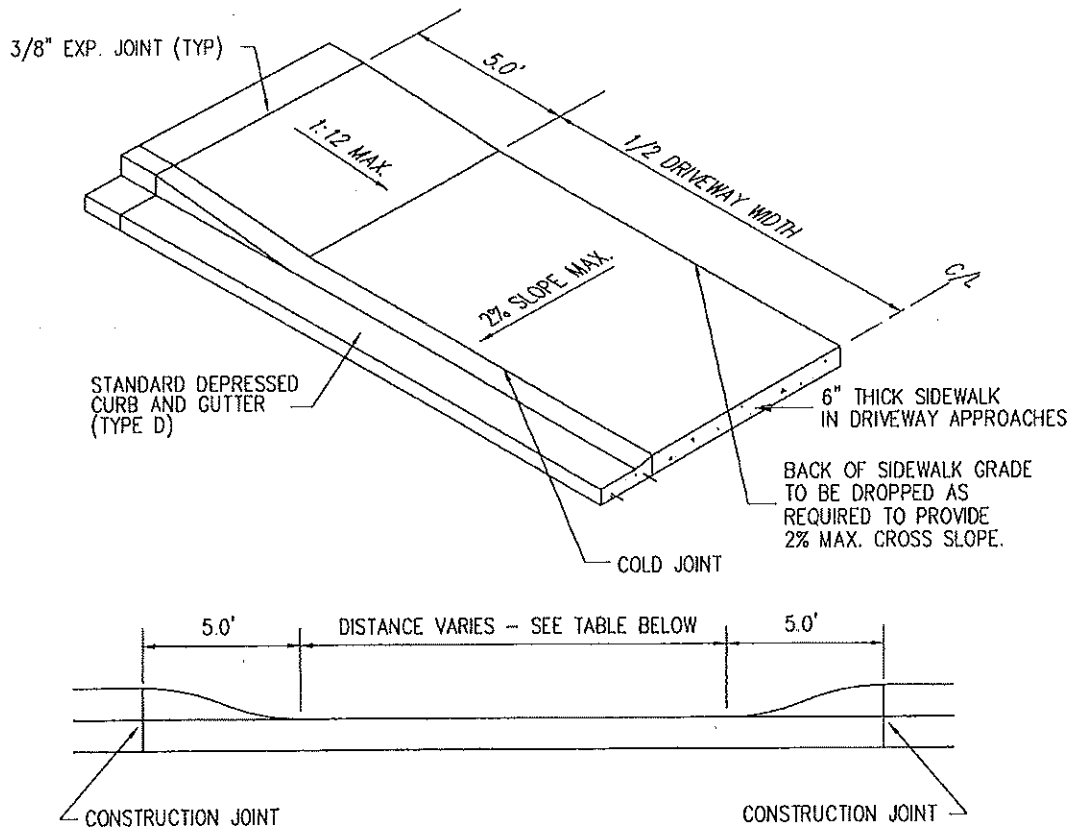 3/8" EXP. JOINT (TYP)
5.0'
1:12 MAX.
1/2 DRIVEWAY WIDTH
C/L
2% SLOPE MAX.
STANDARD DEPRESSED
CURB AND GUTTER
(TYPE D)
6" THICK SIDEWALK
IN DRIVEWAY APPROACHES
BACK OF SIDEWALK GRADE
TO BE DROPPED AS
REQUIRED TO PROVIDE
2% MAX. CROSS SLOPE.
COLD JOINT
5.0'
DISTANCE VARIES - SEE TABLE BELOW
5.0'
CONSTRUCTION JOINT
CONSTRUCTION JOINT